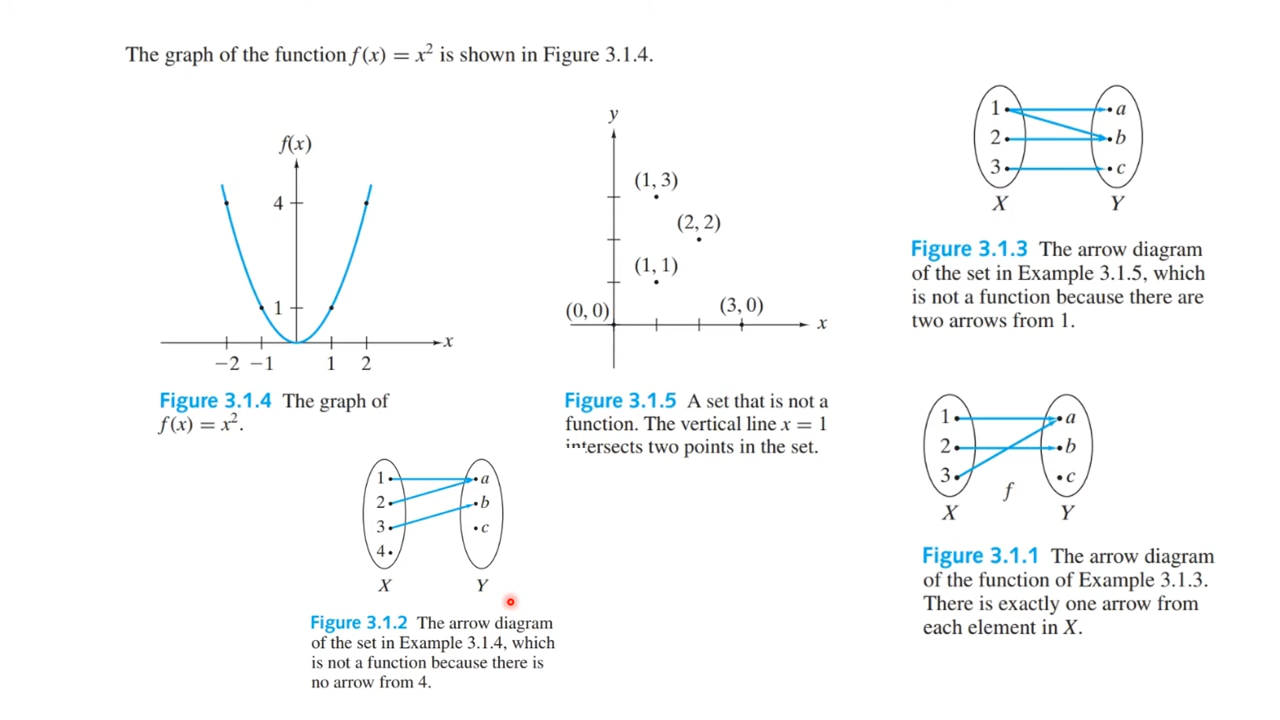 The graph of the function f(x) = x² is shown in Figure 3.1.4.
f(x)
4
1
x
−2 −1 1 2
Figure 3.1.4 The graph of
f(x) = x².
y
(1, 3)
(2, 2)
(1, 1)
(0, 0)
(3, 0)
x
Figure 3.1.5 A set that is not a
function. The vertical line x = 1
intersects two points in the set.
1 a
2 b
3 c
X Y
Figure 3.1.3 The arrow diagram
of the set in Example 3.1.5, which
is not a function because there are
two arrows from 1.
1 a
2 b
3 c
4
X Y
Figure 3.1.2 The arrow diagram
of the set in Example 3.1.4, which
is not a function because there is
no arrow from 4.
1 a
2 b
3 c
f
X Y
Figure 3.1.1 The arrow diagram
of the function of Example 3.1.3.
There is exactly one arrow from
each element in X.